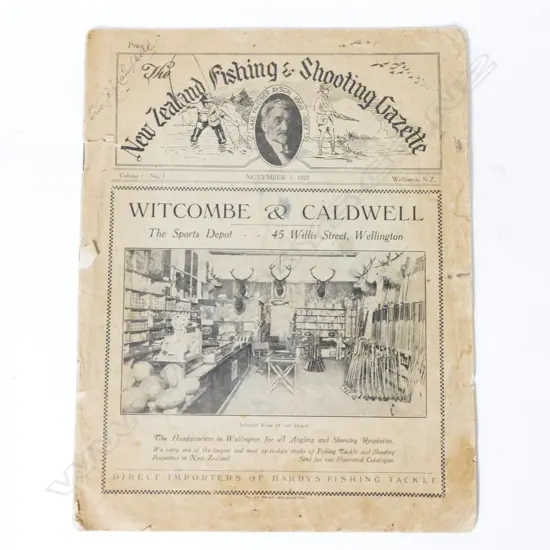 The
New Zealand Fishing & Shooting Gazette
Volume 1 No. 1 NOVEMBER 1 1927 Wellington, N.Z.
WITCOMBE & CALDWELL
The Sports Depot - - 45 Willis Street, Wellington
Interior View of our Depot
The Headquarters in Wellington for all Angling and Shooting Requisites.
We carry one of the largest and most up-to-date stocks of Fishing Tackle and Shooting
Requisites in New Zealand. Send for our Illustrated Catalogue.
DIRECT IMPORTERS OF HARDYS FISHING TACKLE